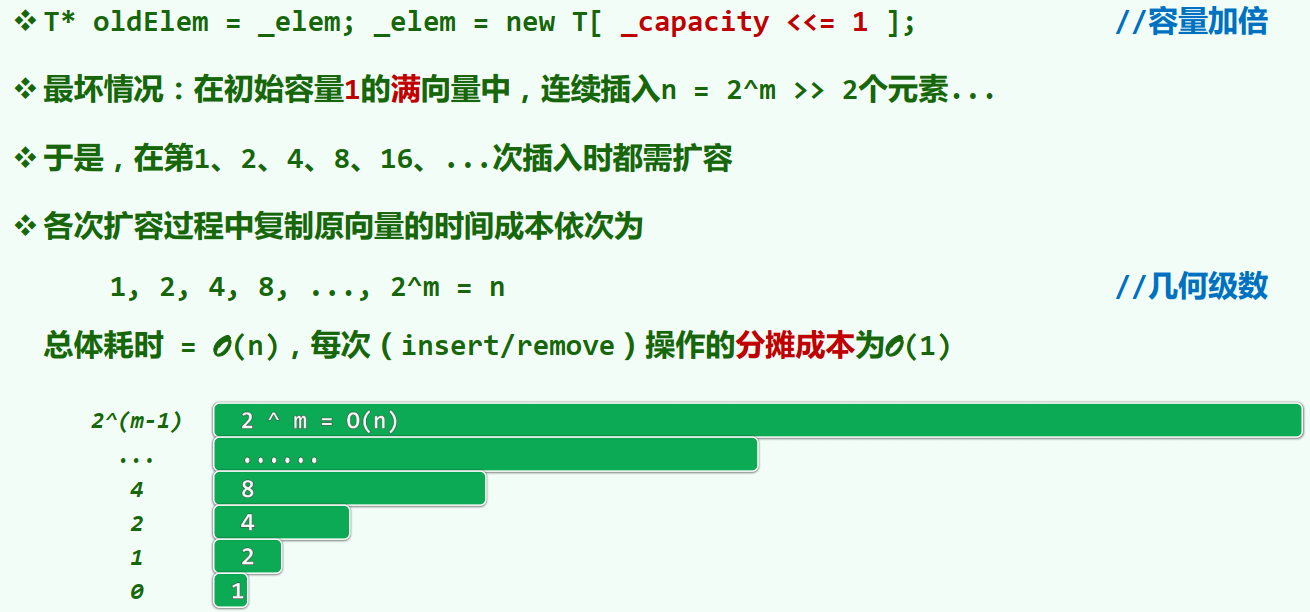 ❖ T* oldElem = _elem; _elem = new T[ _capacity <<= 1 ]; //容量加倍
❖ 最坏情况：在初始容量1的满向量中，连续插入n = 2^m >> 2个元素...
❖ 于是，在第1、2、4、8、16、...次插入时都需扩容
❖ 各次扩容过程中复制原向量的时间成本依次为
1, 2, 4, 8, ..., 2^m = n //几何级数
总体耗时 = 𝒪(n)，每次（insert/remove）操作的分摊成本为𝒪(1)
2^(m-1) 2 ^ m = O(n)
... ......
4 8
2 4
1 2
0 1